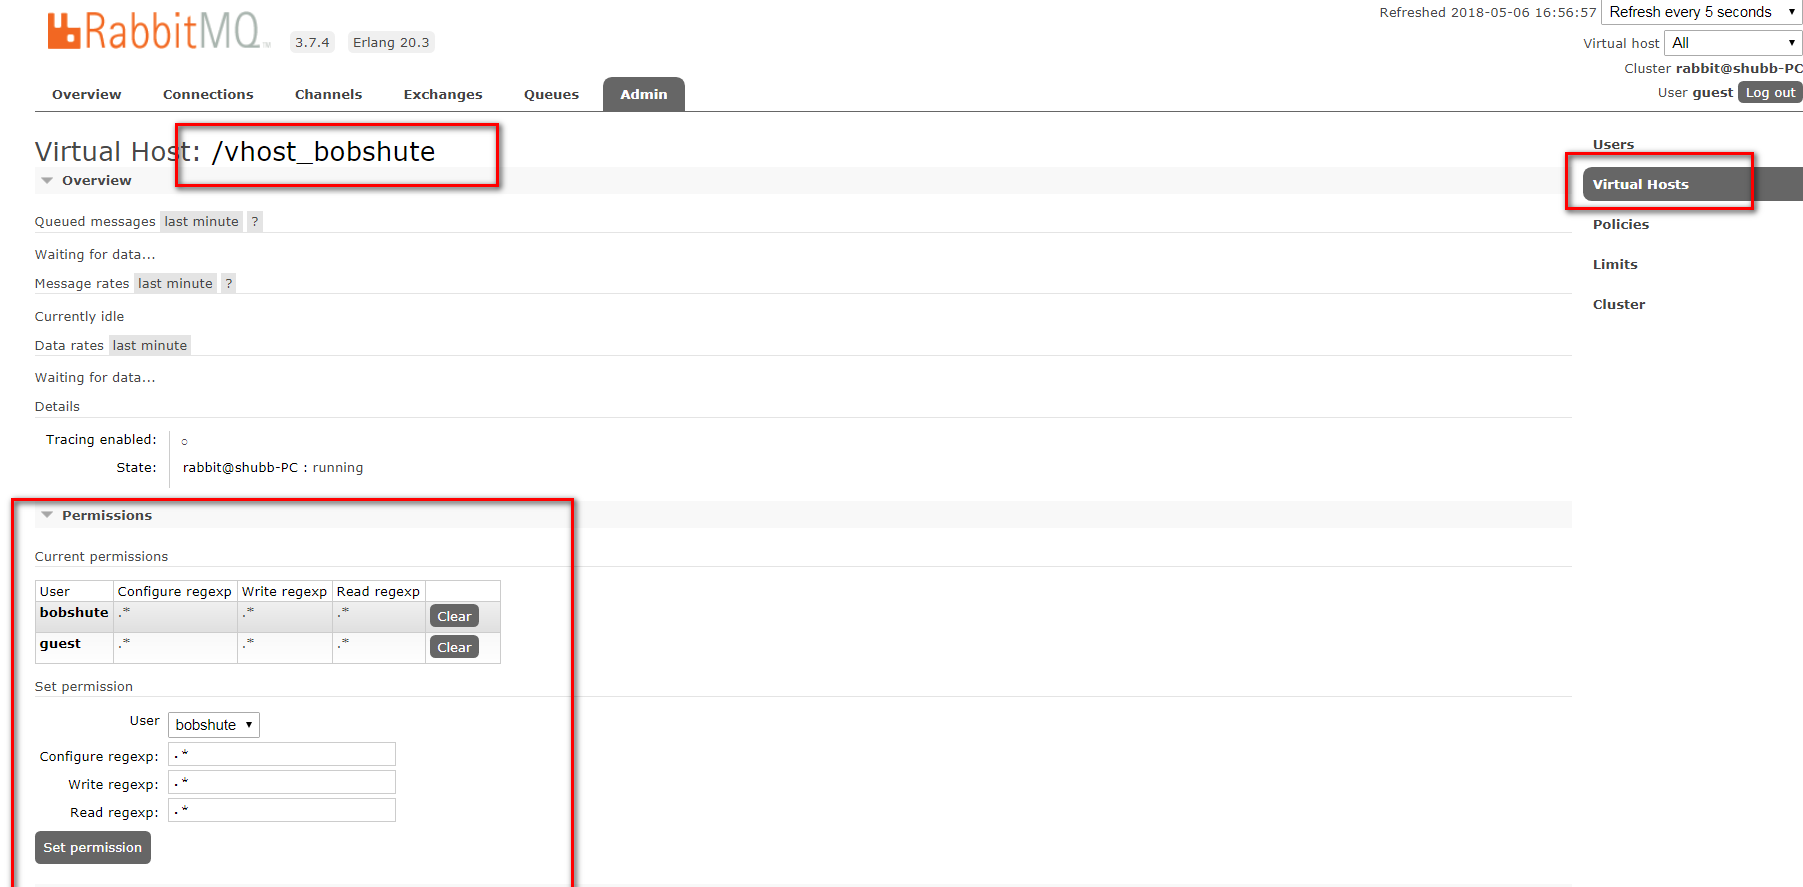 RabbitMQ TM 3.7.4 Erlang 20.3
Refreshed 2018-05-06 16:56:57 Refresh every 5 seconds
Virtual host All
Cluster rabbit@shubb-PC
User guest Log out
Overview Connections Channels Exchanges Queues Admin
Virtual Host: /vhost_bobshute
Overview
Queued messages last minute ?
Waiting for data...
Message rates last minute ?
Currently idle
Data rates last minute
Waiting for data...
Details
Tracing enabled: ○
State: rabbit@shubb-PC : running
Permissions
Current permissions
User Configure regexp Write regexp Read regexp
bobshute .* .* .* Clear
guest .* .* .* Clear
Set permission
User bobshute
Configure regexp: .*
Write regexp: .*
Read regexp: .*
Set permission
Users
Virtual Hosts
Policies
Limits
Cluster